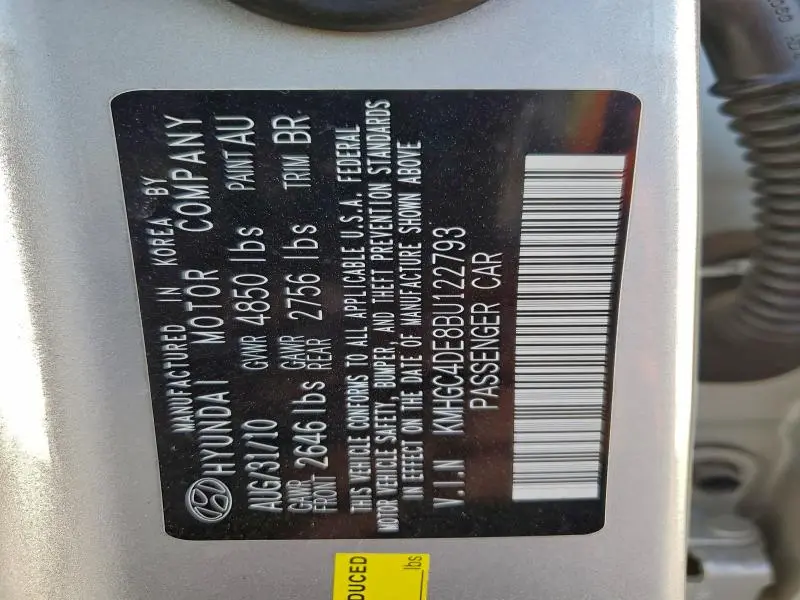 MANUFACTURED IN KOREA BY
HYUNDAI MOTOR COMPANY
AUG/31/10 GVWR 4850 lbs PAINT AU
GAWR FRONT 2646 lbs GAWR REAR 2756 lbs TRIM BR
THIS VEHICLE CONFORMS TO ALL APPLICABLE U.S.A. FEDERAL
MOTOR VEHICLE SAFETY, BUMPER, AND THEFT PREVENTION STANDARDS
IN EFFECT ON THE DATE OF MANUFACTURE SHOWN ABOVE
V.I.N KMHGC4DE8BU122793
PASSENGER CAR
DUCED
lbs